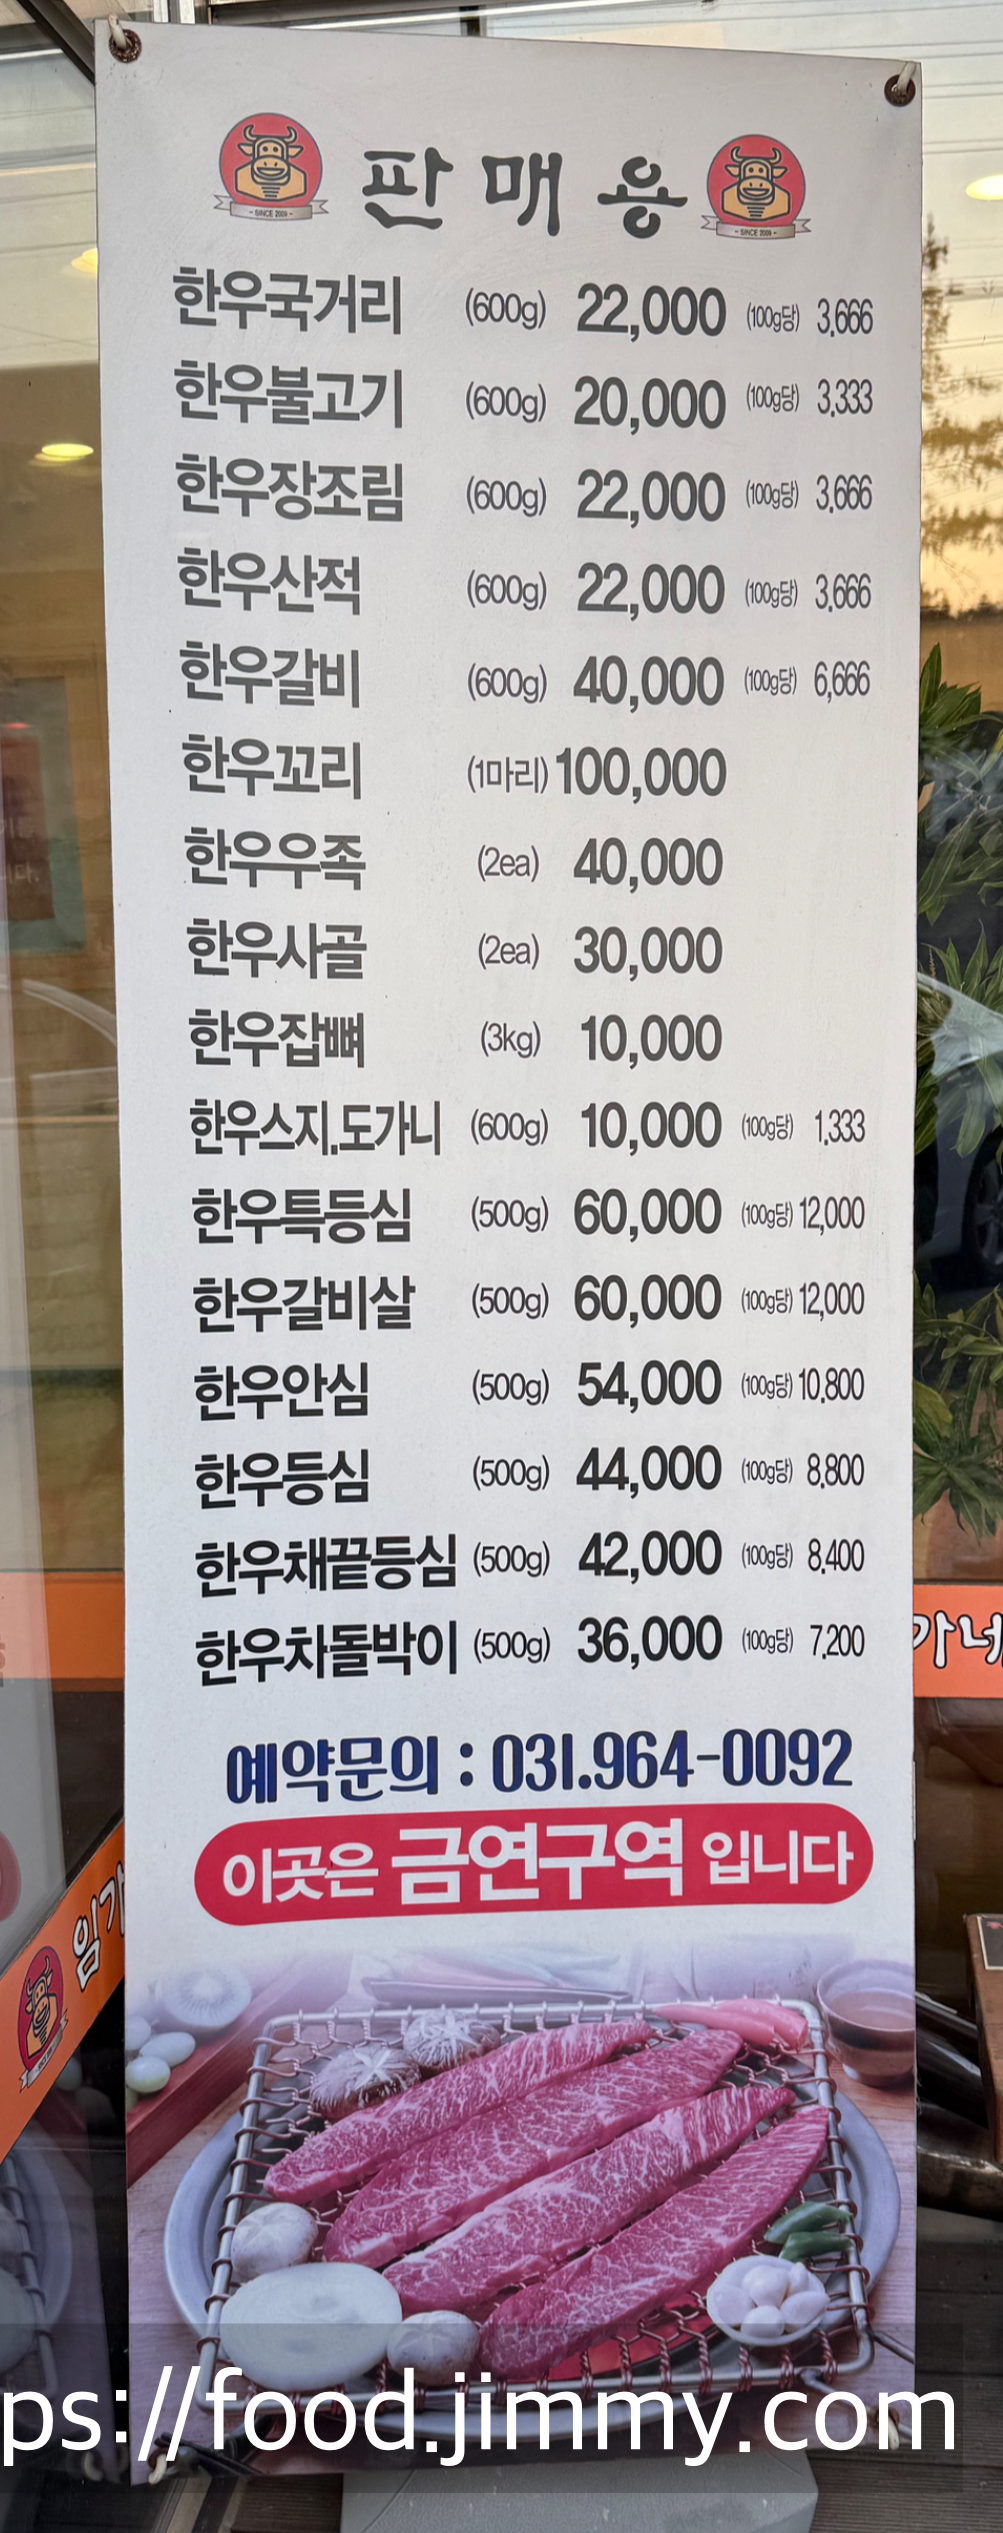 판매용
SINCE 2009
SINCE 2009
한우국거리 (600g) 22,000 (100g당) 3,666
한우불고기 (600g) 20,000 (100g당) 3,333
한우장조림 (600g) 22,000 (100g당) 3,666
한우산적 (600g) 22,000 (100g당) 3,666
한우갈비 (600g) 40,000 (100g당) 6,666
한우꼬리 (1마리) 100,000
한우우족 (2ea) 40,000
한우사골 (2ea) 30,000
한우잡뼈 (3kg) 10,000
한우스지.도가니 (600g) 10,000 (100g당) 1,333
한우특등심 (500g) 60,000 (100g당) 12,000
한우갈비살 (500g) 60,000 (100g당) 12,000
한우안심 (500g) 54,000 (100g당) 10,800
한우등심 (500g) 44,000 (100g당) 8,800
한우채끝등심 (500g) 42,000 (100g당) 8,400
한우차돌박이 (500g) 36,000 (100g당) 7,200
가네
예약문의 : 031.964-0092
이곳은 금연구역 입니다
임가
ps://food.jimmy.com